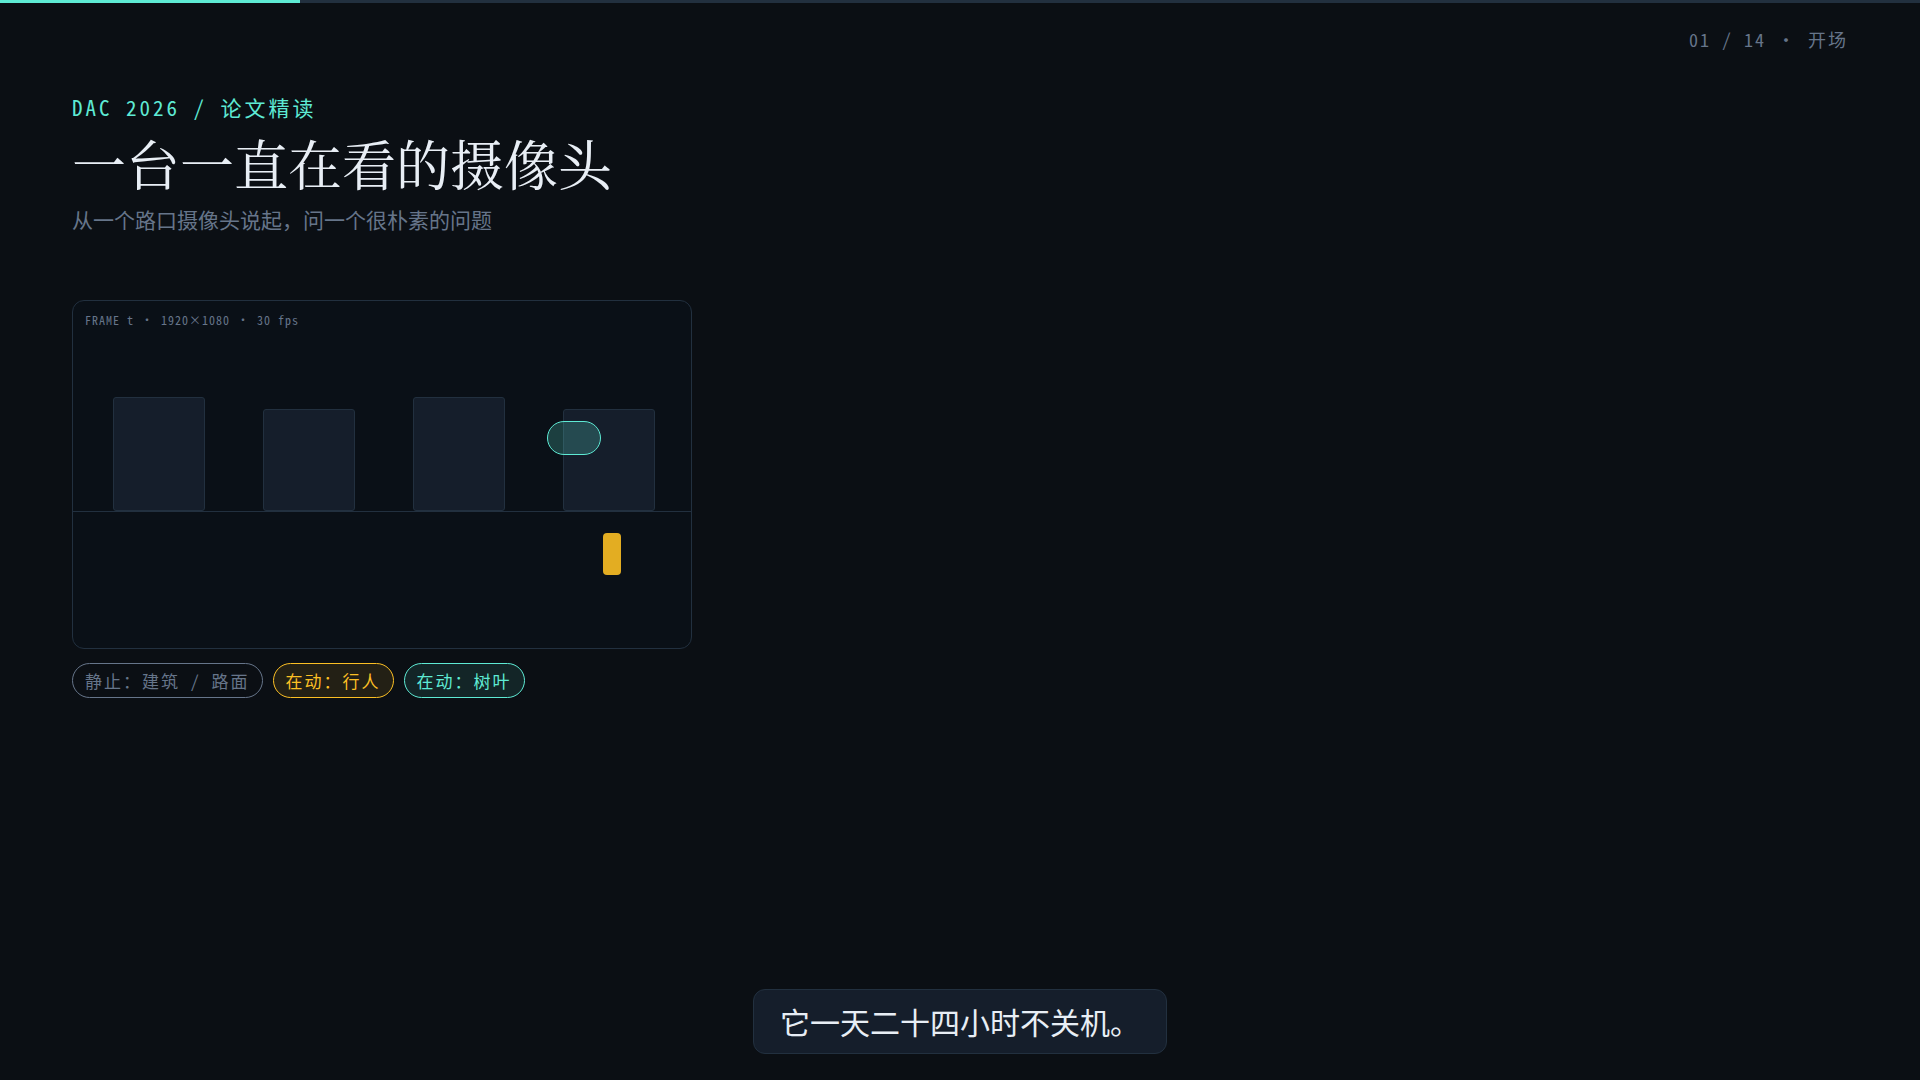 01 / 14 · 开场
DAC 2026 / 论文精读
一台一直在看的摄像头
从一个路口摄像头说起，问一个很朴素的问题
FRAME t · 1920×1080 · 30 fps
静止：建筑 / 路面
在动：行人
在动：树叶
它一天二十四小时不关机。